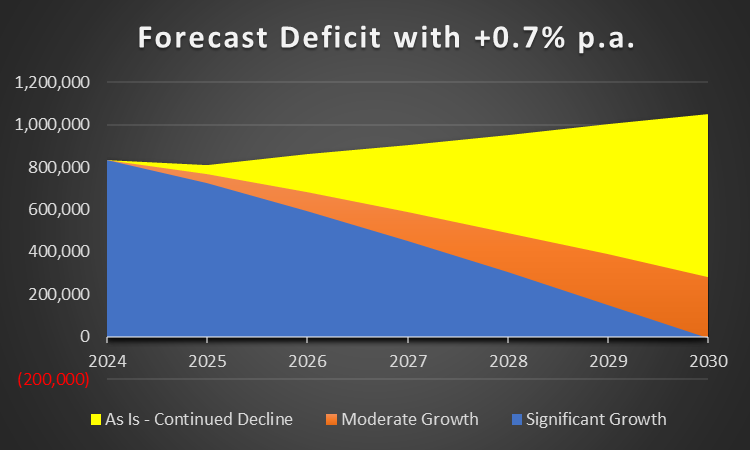 Forecast Deficit with +0.7% p.a.
1,200,000
1,000,000
800,000
600,000
400,000
200,000
0
2024 2025 2026 2027 2028 2029 2030
(200,000)
As Is - Continued Decline Moderate Growth Significant Growth